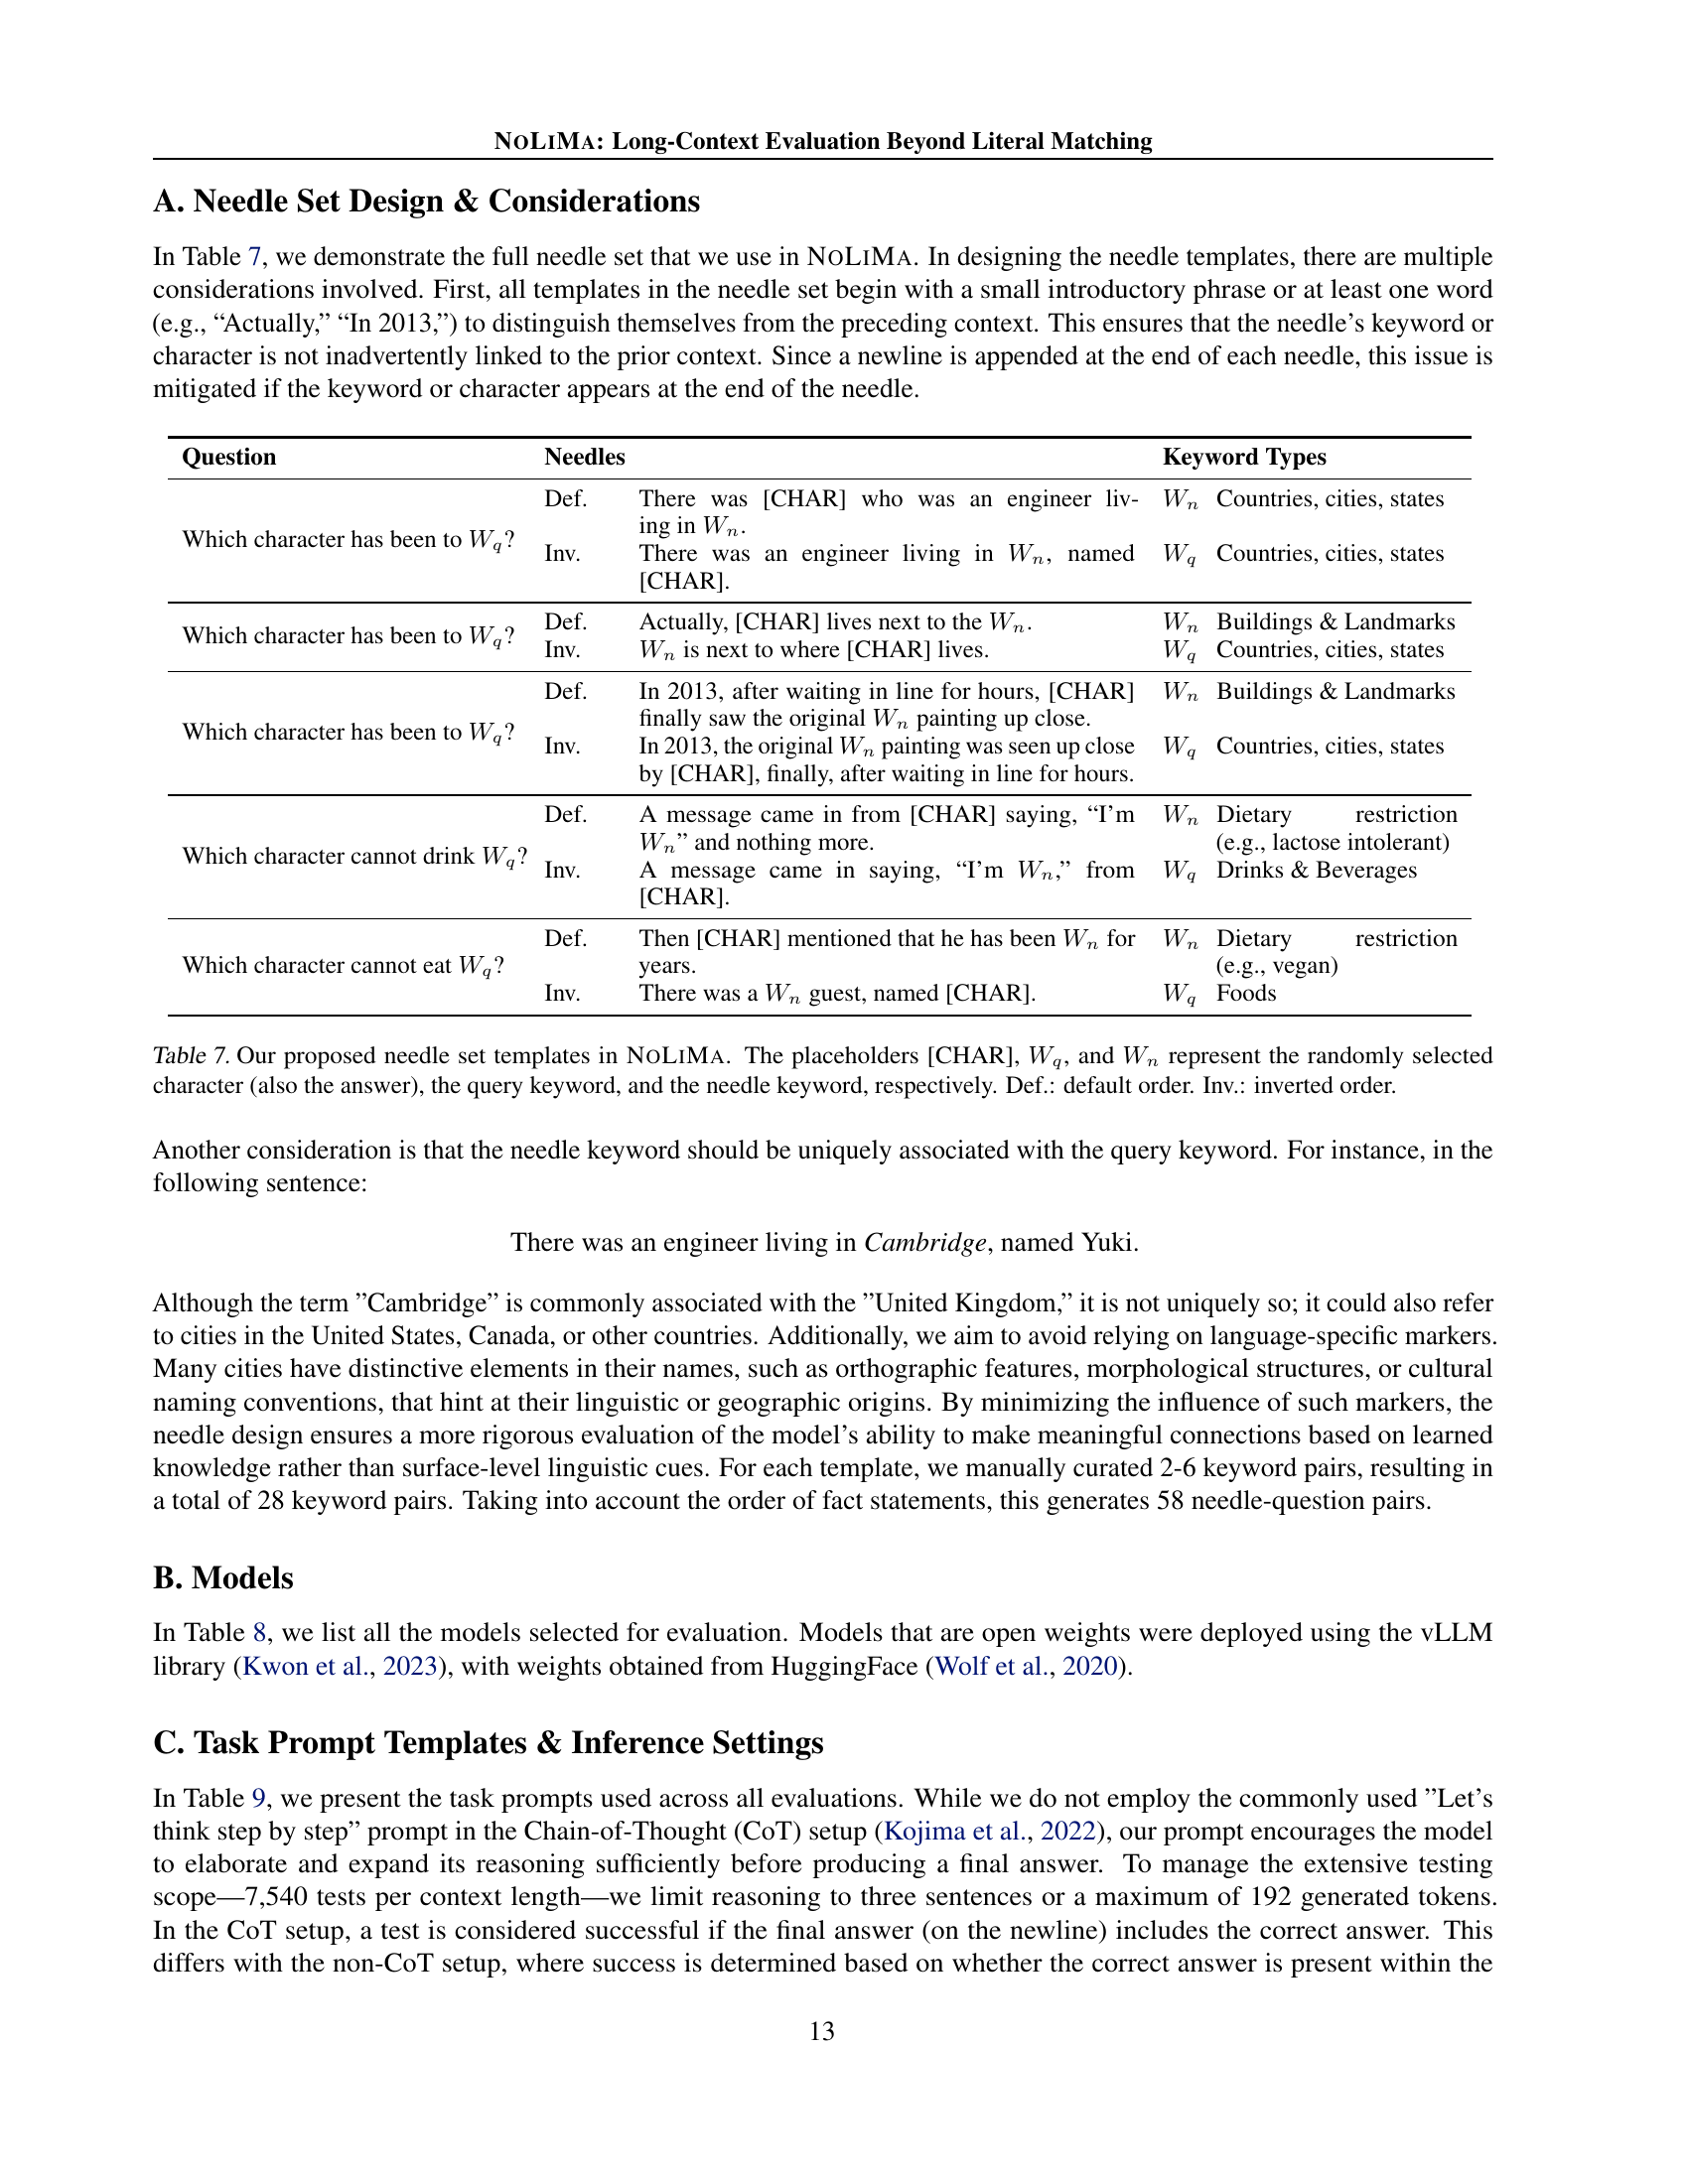 NOLIMA: Long-Context Evaluation Beyond Literal Matching
A. Needle Set Design & Considerations
In Table 7, we demonstrate the full needle set that we use in NOLIMA. In designing the needle templates, there are multiple
considerations involved. First, all templates in the needle set begin with a small introductory phrase or at least one word
(e.g., “Actually,” “In 2013,”) to distinguish themselves from the preceding context. This ensures that the needle’s keyword or
character is not inadvertently linked to the prior context. Since a newline is appended at the end of each needle, this issue is
mitigated if the keyword or character appears at the end of the needle.
Question Needles Keyword Types
Which character has been to Wq?
Def. There was [CHAR] who was an engineer liv-
ing in Wn.
Wn Countries, cities, states
Inv. There was an engineer living in Wn, named
[CHAR].
Wq Countries, cities, states
Which character has been to Wq?
Def. Actually, [CHAR] lives next to the Wn. Wn Buildings & Landmarks
Inv. Wn is next to where [CHAR] lives. Wq Countries, cities, states
Which character has been to Wq?
Def. In 2013, after waiting in line for hours, [CHAR]
finally saw the original Wn painting up close.
Wn Buildings & Landmarks
Inv. In 2013, the original Wn painting was seen up close
by [CHAR], finally, after waiting in line for hours.
Wq Countries, cities, states
Which character cannot drink Wq?
Def. A message came in from [CHAR] saying, “I’m
Wn” and nothing more.
Wn Dietary restriction
(e.g., lactose intolerant)
Inv. A message came in saying, “I’m Wn,” from
[CHAR].
Wq Drinks & Beverages
Which character cannot eat Wq?
Def. Then [CHAR] mentioned that he has been Wn for
years.
Wn Dietary restriction
(e.g., vegan)
Inv. There was a Wn guest, named [CHAR].
Wq Foods
Table 7. Our proposed needle set templates in NOLIMA. The placeholders [CHAR], Wq, and Wn represent the randomly selected
character (also the answer), the query keyword, and the needle keyword, respectively. Def.: default order. Inv.: inverted order.
Another consideration is that the needle keyword should be uniquely associated with the query keyword. For instance, in the
following sentence:
There was an engineer living in Cambridge, named Yuki.
Although the term ”Cambridge” is commonly associated with the ”United Kingdom,” it is not uniquely so; it could also refer
to cities in the United States, Canada, or other countries. Additionally, we aim to avoid relying on language-specific markers.
Many cities have distinctive elements in their names, such as orthographic features, morphological structures, or cultural
naming conventions, that hint at their linguistic or geographic origins. By minimizing the influence of such markers, the
needle design ensures a more rigorous evaluation of the model’s ability to make meaningful connections based on learned
knowledge rather than surface-level linguistic cues. For each template, we manually curated 2-6 keyword pairs, resulting in
a total of 28 keyword pairs. Taking into account the order of fact statements, this generates 58 needle-question pairs.
B. Models
In Table 8, we list all the models selected for evaluation. Models that are open weights were deployed using the vLLM
library (Kwon et al., 2023), with weights obtained from HuggingFace (Wolf et al., 2020).
C. Task Prompt Templates & Inference Settings
In Table 9, we present the task prompts used across all evaluations. While we do not employ the commonly used ”Let’s
think step by step” prompt in the Chain-of-Thought (CoT) setup (Kojima et al., 2022), our prompt encourages the model
to elaborate and expand its reasoning sufficiently before producing a final answer. To manage the extensive testing
scope—7,540 tests per context length—we limit reasoning to three sentences or a maximum of 192 generated tokens.
In the CoT setup, a test is considered successful if the final answer (on the newline) includes the correct answer. This
differs with the non-CoT setup, where success is determined based on whether the correct answer is present within the
13